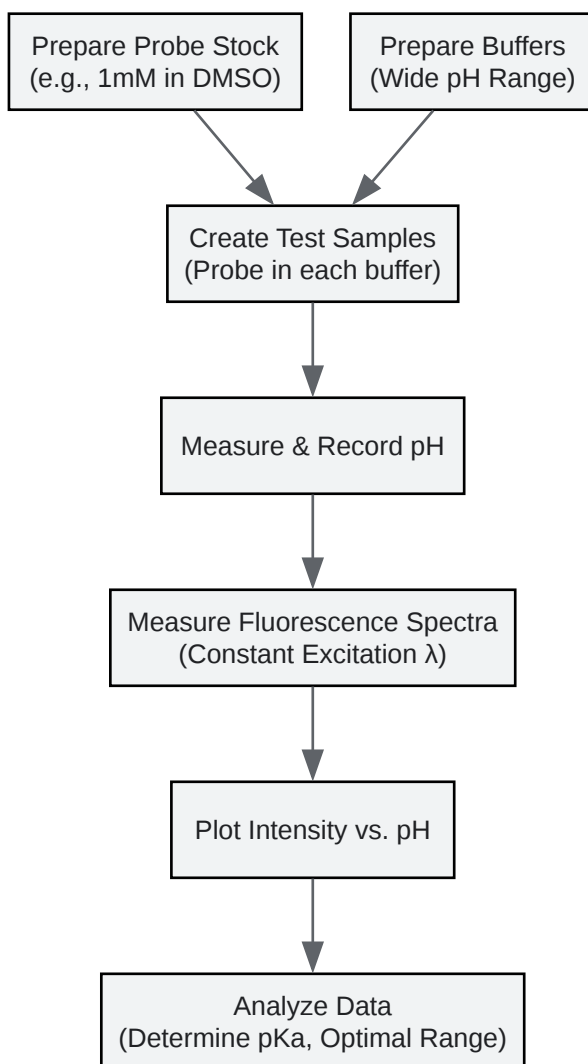 Prepare Probe Stock
(e.g., 1mM in DMSO)
Prepare Buffers
(Wide pH Range)
Create Test Samples
(Probe in each buffer)
Measure & Record pH
Measure Fluorescence Spectra
(Constant Excitation λ)
Plot Intensity vs. pH
Analyze Data
(Determine pKa, Optimal Range)